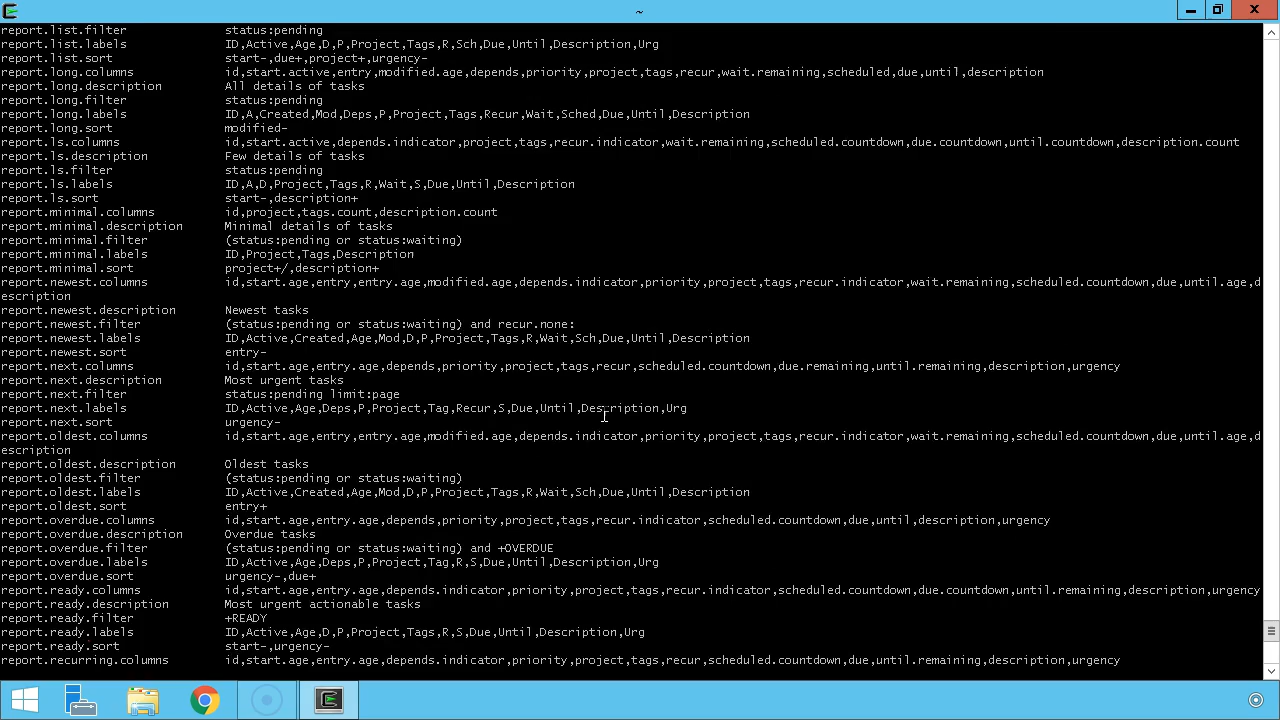 ~
report.list.filter status:pending
report.list.labels ID,Active,Age,D,P,Project,Tags,R,Sch,Due,Until,Description,Urg
report.list.sort start-,due+,project+,urgency-
report.long.columns id,start.active,entry,modified.age,depends,priority,project,tags,recur,wait.remaining,scheduled,due,until,description
report.long.description All details of tasks
report.long.filter status:pending
report.long.labels ID,A,Created,Mod,Deps,P,Project,Tags,Recur,Wait,Sched,Due,Until,Description
report.long.sort modified-
report.ls.columns id,start.active,depends.indicator,project,tags,recur.indicator,wait.remaining,scheduled.countdown,due.countdown,until.countdown,description.count
report.ls.description Few details of tasks
report.ls.filter status:pending
report.ls.labels ID,A,D,Project,Tags,R,Wait,S,Due,Until,Description
report.ls.sort start-,description+
report.minimal.columns id,project,tags.count,description.count
report.minimal.description Minimal details of tasks
report.minimal.filter (status:pending or status:waiting)
report.minimal.labels ID,Project,Tags,Description
report.minimal.sort project+/,description+
report.newest.columns id,start.age,entry,entry.age,modified.age,depends.indicator,priority,project,tags,recur.indicator,wait.remaining,scheduled.countdown,due,until.age,d
escription
report.newest.description Newest tasks
report.newest.filter (status:pending or status:waiting) and recur.none:
report.newest.labels ID,Active,Created,Age,Mod,D,P,Project,Tags,R,Wait,Sch,Due,Until,Description
report.newest.sort entry-
report.next.columns id,start.age,entry.age,depends,priority,project,tags,recur,scheduled.countdown,due.remaining,until.remaining,description,urgency
report.next.description Most urgent tasks
report.next.filter status:pending limit:page
report.next.labels ID,Active,Age,Deps,P,Project,Tag,Recur,S,Due,Until,Description,Urg
report.next.sort urgency-
report.oldest.columns id,start.age,entry,entry.age,modified.age,depends.indicator,priority,project,tags,recur.indicator,wait.remaining,scheduled.countdown,due,until.age,d
escription
report.oldest.description Oldest tasks
report.oldest.filter (status:pending or status:waiting)
report.oldest.labels ID,Active,Created,Age,Mod,D,P,Project,Tags,R,Wait,Sch,Due,Until,Description
report.oldest.sort entry+
report.overdue.columns id,start.age,entry.age,depends,priority,project,tags,recur.indicator,scheduled.countdown,due,until,description,urgency
report.overdue.description Overdue tasks
report.overdue.filter (status:pending or status:waiting) and +OVERDUE
report.overdue.labels ID,Active,Age,Deps,P,Project,Tag,R,S,Due,Until,Description,Urg
report.overdue.sort urgency-,due+
report.ready.columns id,start.age,entry.age,depends.indicator,priority,project,tags,recur.indicator,scheduled.countdown,due.countdown,until.remaining,description,urgency
report.ready.description Most urgent actionable tasks
report.ready.filter +READY
report.ready.labels ID,Active,Age,D,P,Project,Tags,R,S,Due,Until,Description,Urg
report.ready.sort start-,urgency-
report.recurring.columns id,start.age,entry.age,depends.indicator,priority,project,tags,recur,scheduled.countdown,due,until.remaining,description,urgency